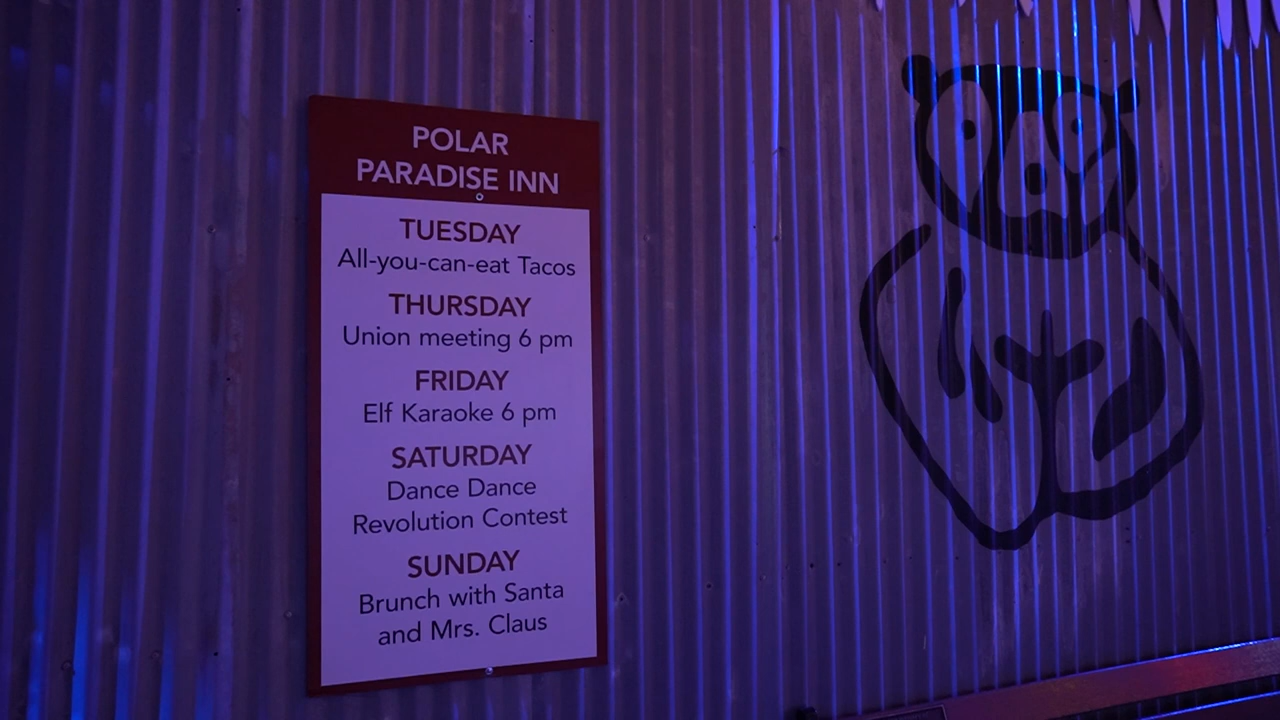 POLAR
PARADISE INN
TUESDAY
All-you-can-eat Tacos
THURSDAY
Union meeting 6 pm
FRIDAY
Elf Karaoke 6 pm
SATURDAY
Dance Dance
Revolution Contest
SUNDAY
Brunch with Santa
and Mrs. Claus